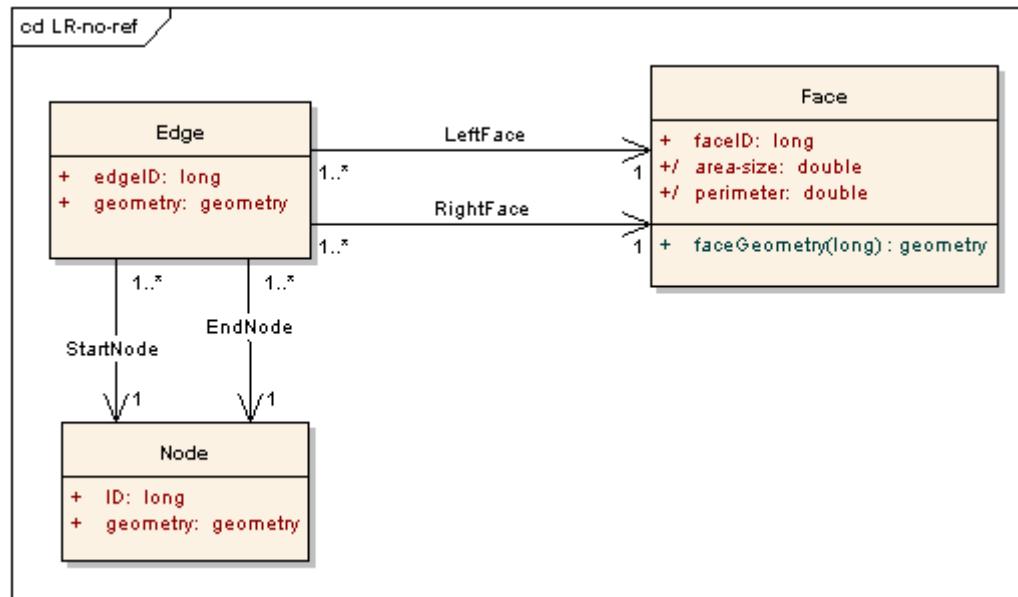 cd LR-no-ref
Edge
+ edgeID: long
+ geometry: geometry
LeftFace
1..*
1
RightFace
1..*
1
Face
+ faceID: long
+/ area-size: double
+/ perimeter: double
+ faceGeometry(long) : geometry
1..*
1..*
EndNode
StartNode
1
1
Node
+ ID: long
+ geometry: geometry